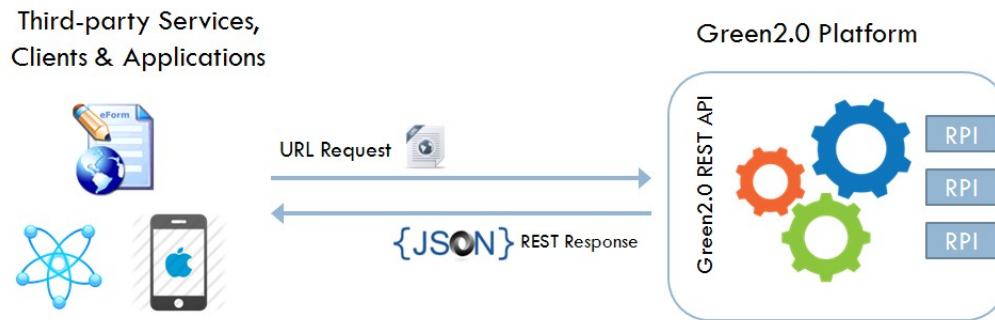 Third-party Services,
Clients & Applications
eForm
URL Request
{JSON} REST Response
Green2.0 Platform
Green2.0 REST API
RPI
RPI
RPI